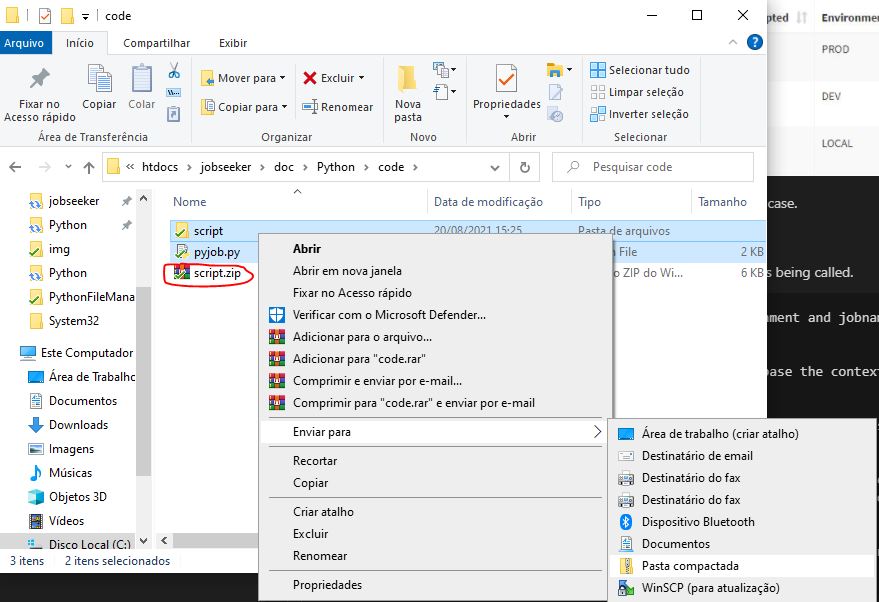 code
pted
Environmen
Arquivo
Início
Compartilhar
Exibir
PROD
Fixar no
Acesso rápido
Copiar
Colar
Mover para
Copiar para
Excluir
Renomear
Nova
pasta
Propriedades
Selecionar tudo
Limpar seleção
Inverter seleção
DEV
Área de Transferência
Organizar
Novo
Abrir
Selecionar
LOCAL
« htdocs > jobseeker > doc > Python > code >
Pesquisar code
jobseeker
Python
img
Python
PythonFileMana
System32
Este Computador
Área de Trabalho
Documentos
Downloads
Imagens
Músicas
Objetos 3D
Vídeos
Disco Local (C:)
Nome
Data de modificação
Tipo
Tamanho
case.
script
20/08/2021 15:25
Pasta de arquivos
pyjob.py
File
2 KB
script.zip
o ZIP do Wi...
6 KB
s being called.
ment and jobnam
base the context
Abrir
Abrir em nova janela
Fixar no Acesso rápido
Verificar com o Microsoft Defender...
Adicionar para o arquivo...
Adicionar para "code.rar"
Comprimir e enviar por e-mail...
Comprimir para "code.rar" e enviar por e-mail
Enviar para
Recortar
Copiar
Criar atalho
Excluir
Renomear
Propriedades
Área de trabalho (criar atalho)
Destinatário de email
Destinatário do fax
Destinatário do fax
Dispositivo Bluetooth
Documentos
Pasta compactada
WinSCP (para atualização)
3 itens
2 itens selecionados